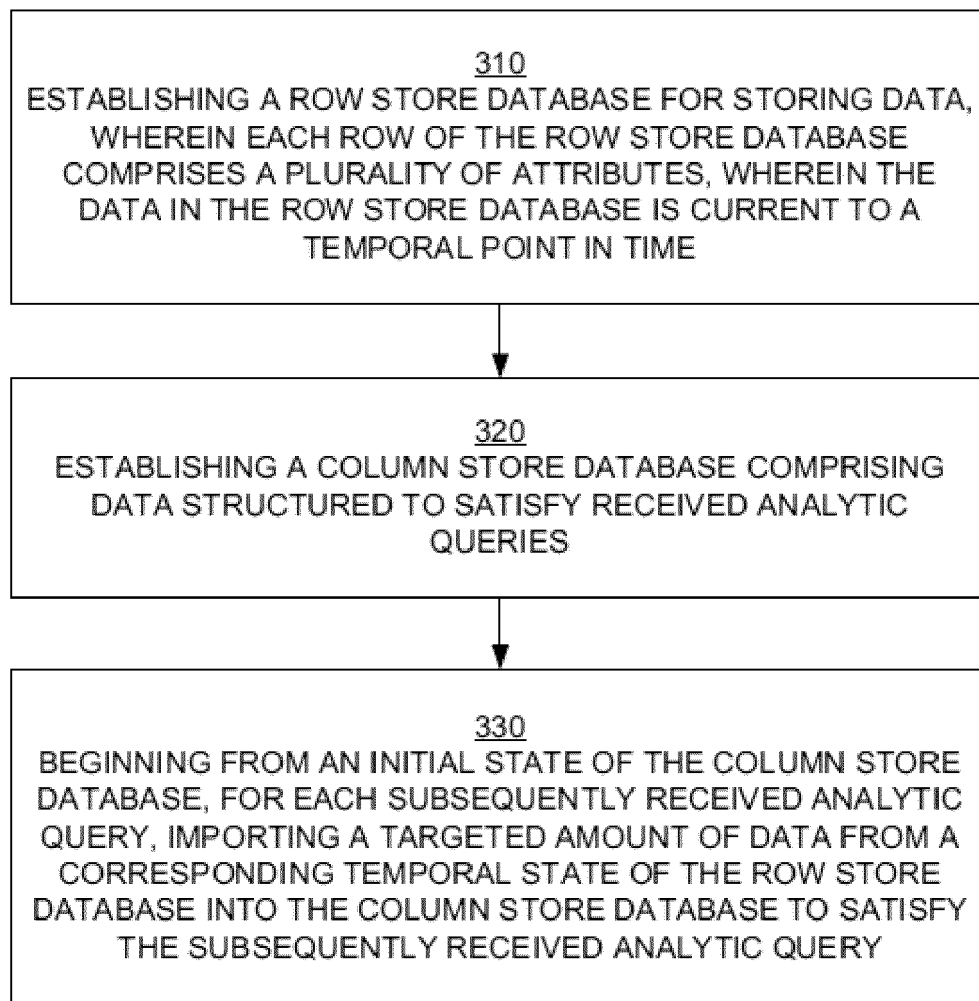 310
ESTABLISHING A ROW STORE DATABASE FOR STORING DATA,
WHEREIN EACH ROW OF THE ROW STORE DATABASE
COMPRISES A PLURALITY OF ATTRIBUTES, WHEREIN THE
DATA IN THE ROW STORE DATABASE IS CURRENT TO A
TEMPORAL POINT IN TIME
320
ESTABLISHING A COLUMN STORE DATABASE COMPRISING
DATA STRUCTURED TO SATISFY RECEIVED ANALYTIC
QUERIES
330
BEGINNING FROM AN INITIAL STATE OF THE COLUMN STORE
DATABASE, FOR EACH SUBSEQUENTLY RECEIVED ANALYTIC
QUERY, IMPORTING A TARGETED AMOUNT OF DATA FROM A
CORRESPONDING TEMPORAL STATE OF THE ROW STORE
DATABASE INTO THE COLUMN STORE DATABASE TO SATISFY
THE SUBSEQUENTLY RECEIVED ANALYTIC QUERY